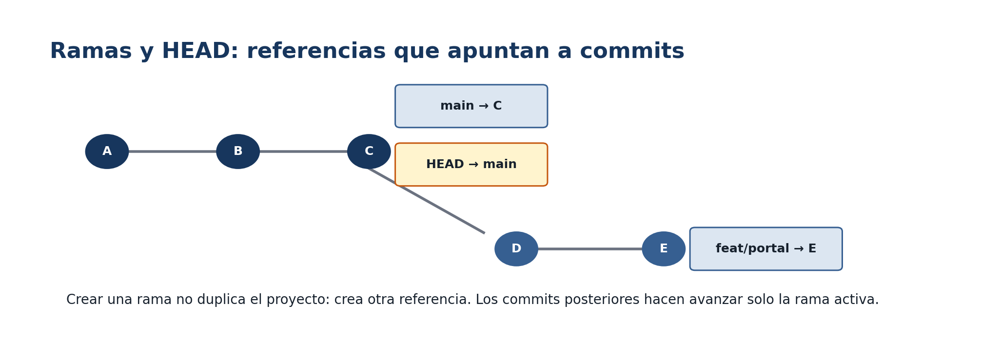 Ramas y HEAD: referencias que apuntan a commits
main → C
A
B
C
HEAD → main
D
E
feat/portal → E
Crear una rama no duplica el proyecto: crea otra referencia. Los commits posteriores hacen avanzar solo la rama activa.